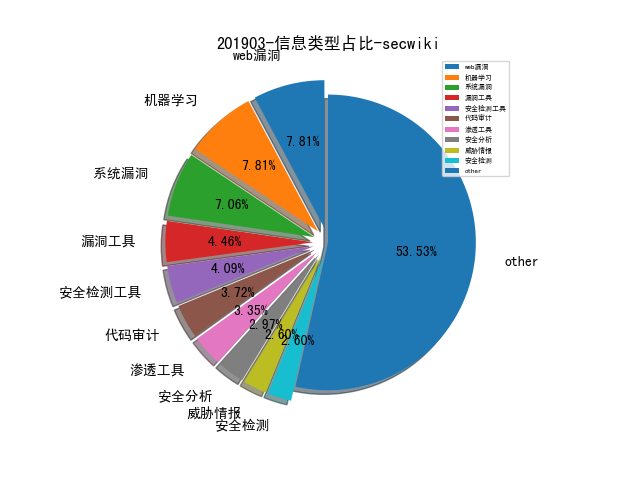 201903-信息类型占比-secwiki
web漏洞
机器学习
系统漏洞
漏洞工具
安全检测工具
代码审计
渗透工具
安全分析
威胁情报
安全检测
other
7.81%
7.81%
7.06%
4.46%
4.09%
3.72%
3.35%
2.97%
2.60%
2.60%
53.53%
web漏洞
机器学习
系统漏洞
漏洞工具
安全检测工具
代码审计
渗透工具
安全分析
威胁情报
安全检测
other